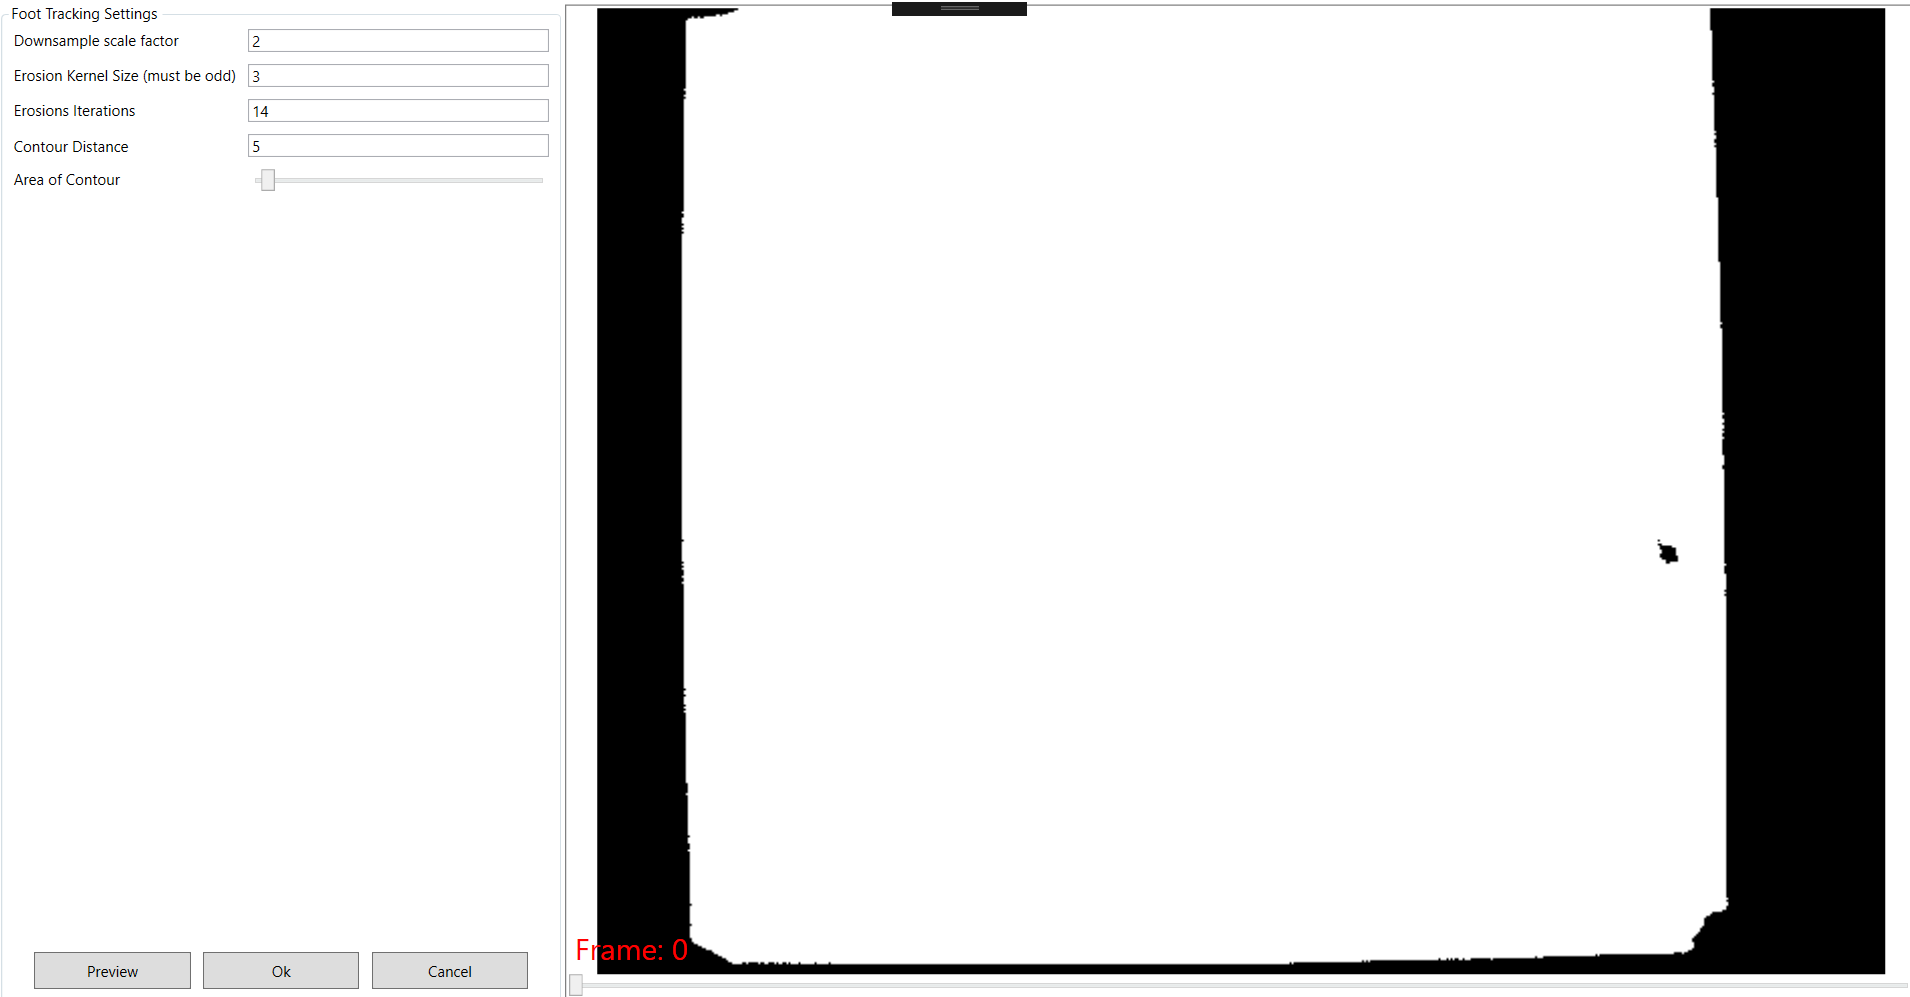 Foot Tracking Settings
Downsample scale factor 2
Erosion Kernel Size (must be odd) 3
Erosions Iterations 14
Contour Distance 5
Area of Contour
Frame: 0
Preview Ok Cancel